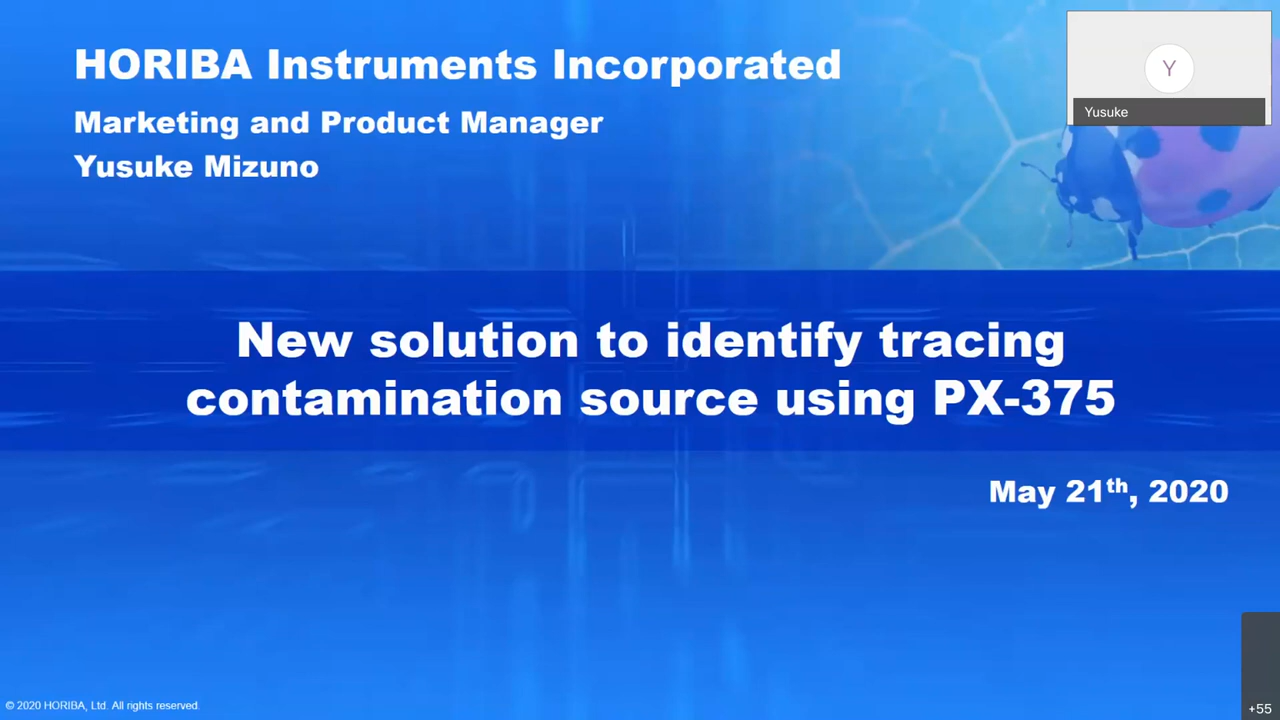 HORIBA Instruments Incorporated
Marketing and Product Manager
Yusuke Mizuno
Y
Yusuke
New solution to identify tracing
contamination source using PX-375
May 21th, 2020
© 2020 HORIBA, Ltd. All rights reserved.
+55